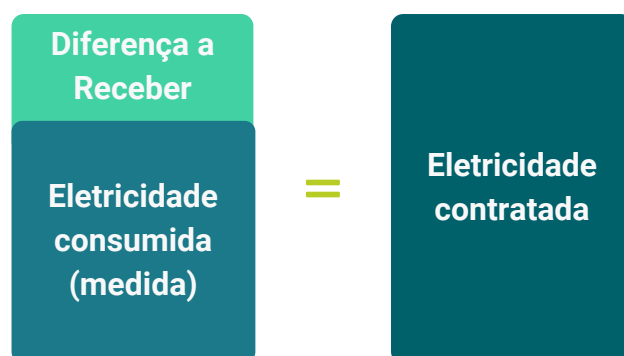 Diferença a
Receber
Eletricidade
consumida
(medida)
=
Eletricidade
contratada